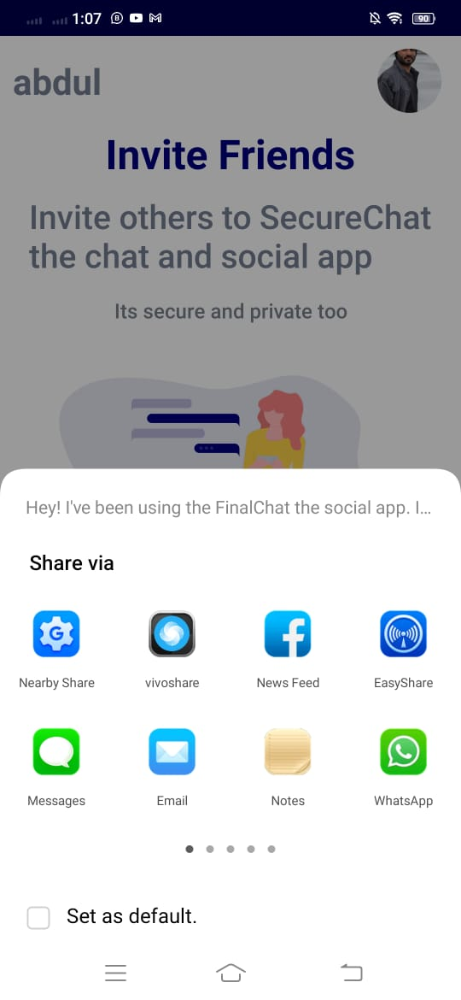 1:07
90
abdul
Invite Friends
Invite others to SecureChat
the chat and social app
Its secure and private too
Hey! I've been using the FinalChat the social app. I...
Share via
Nearby Share vivoshare News Feed EasyShare
Messages Email Notes WhatsApp
Set as default.